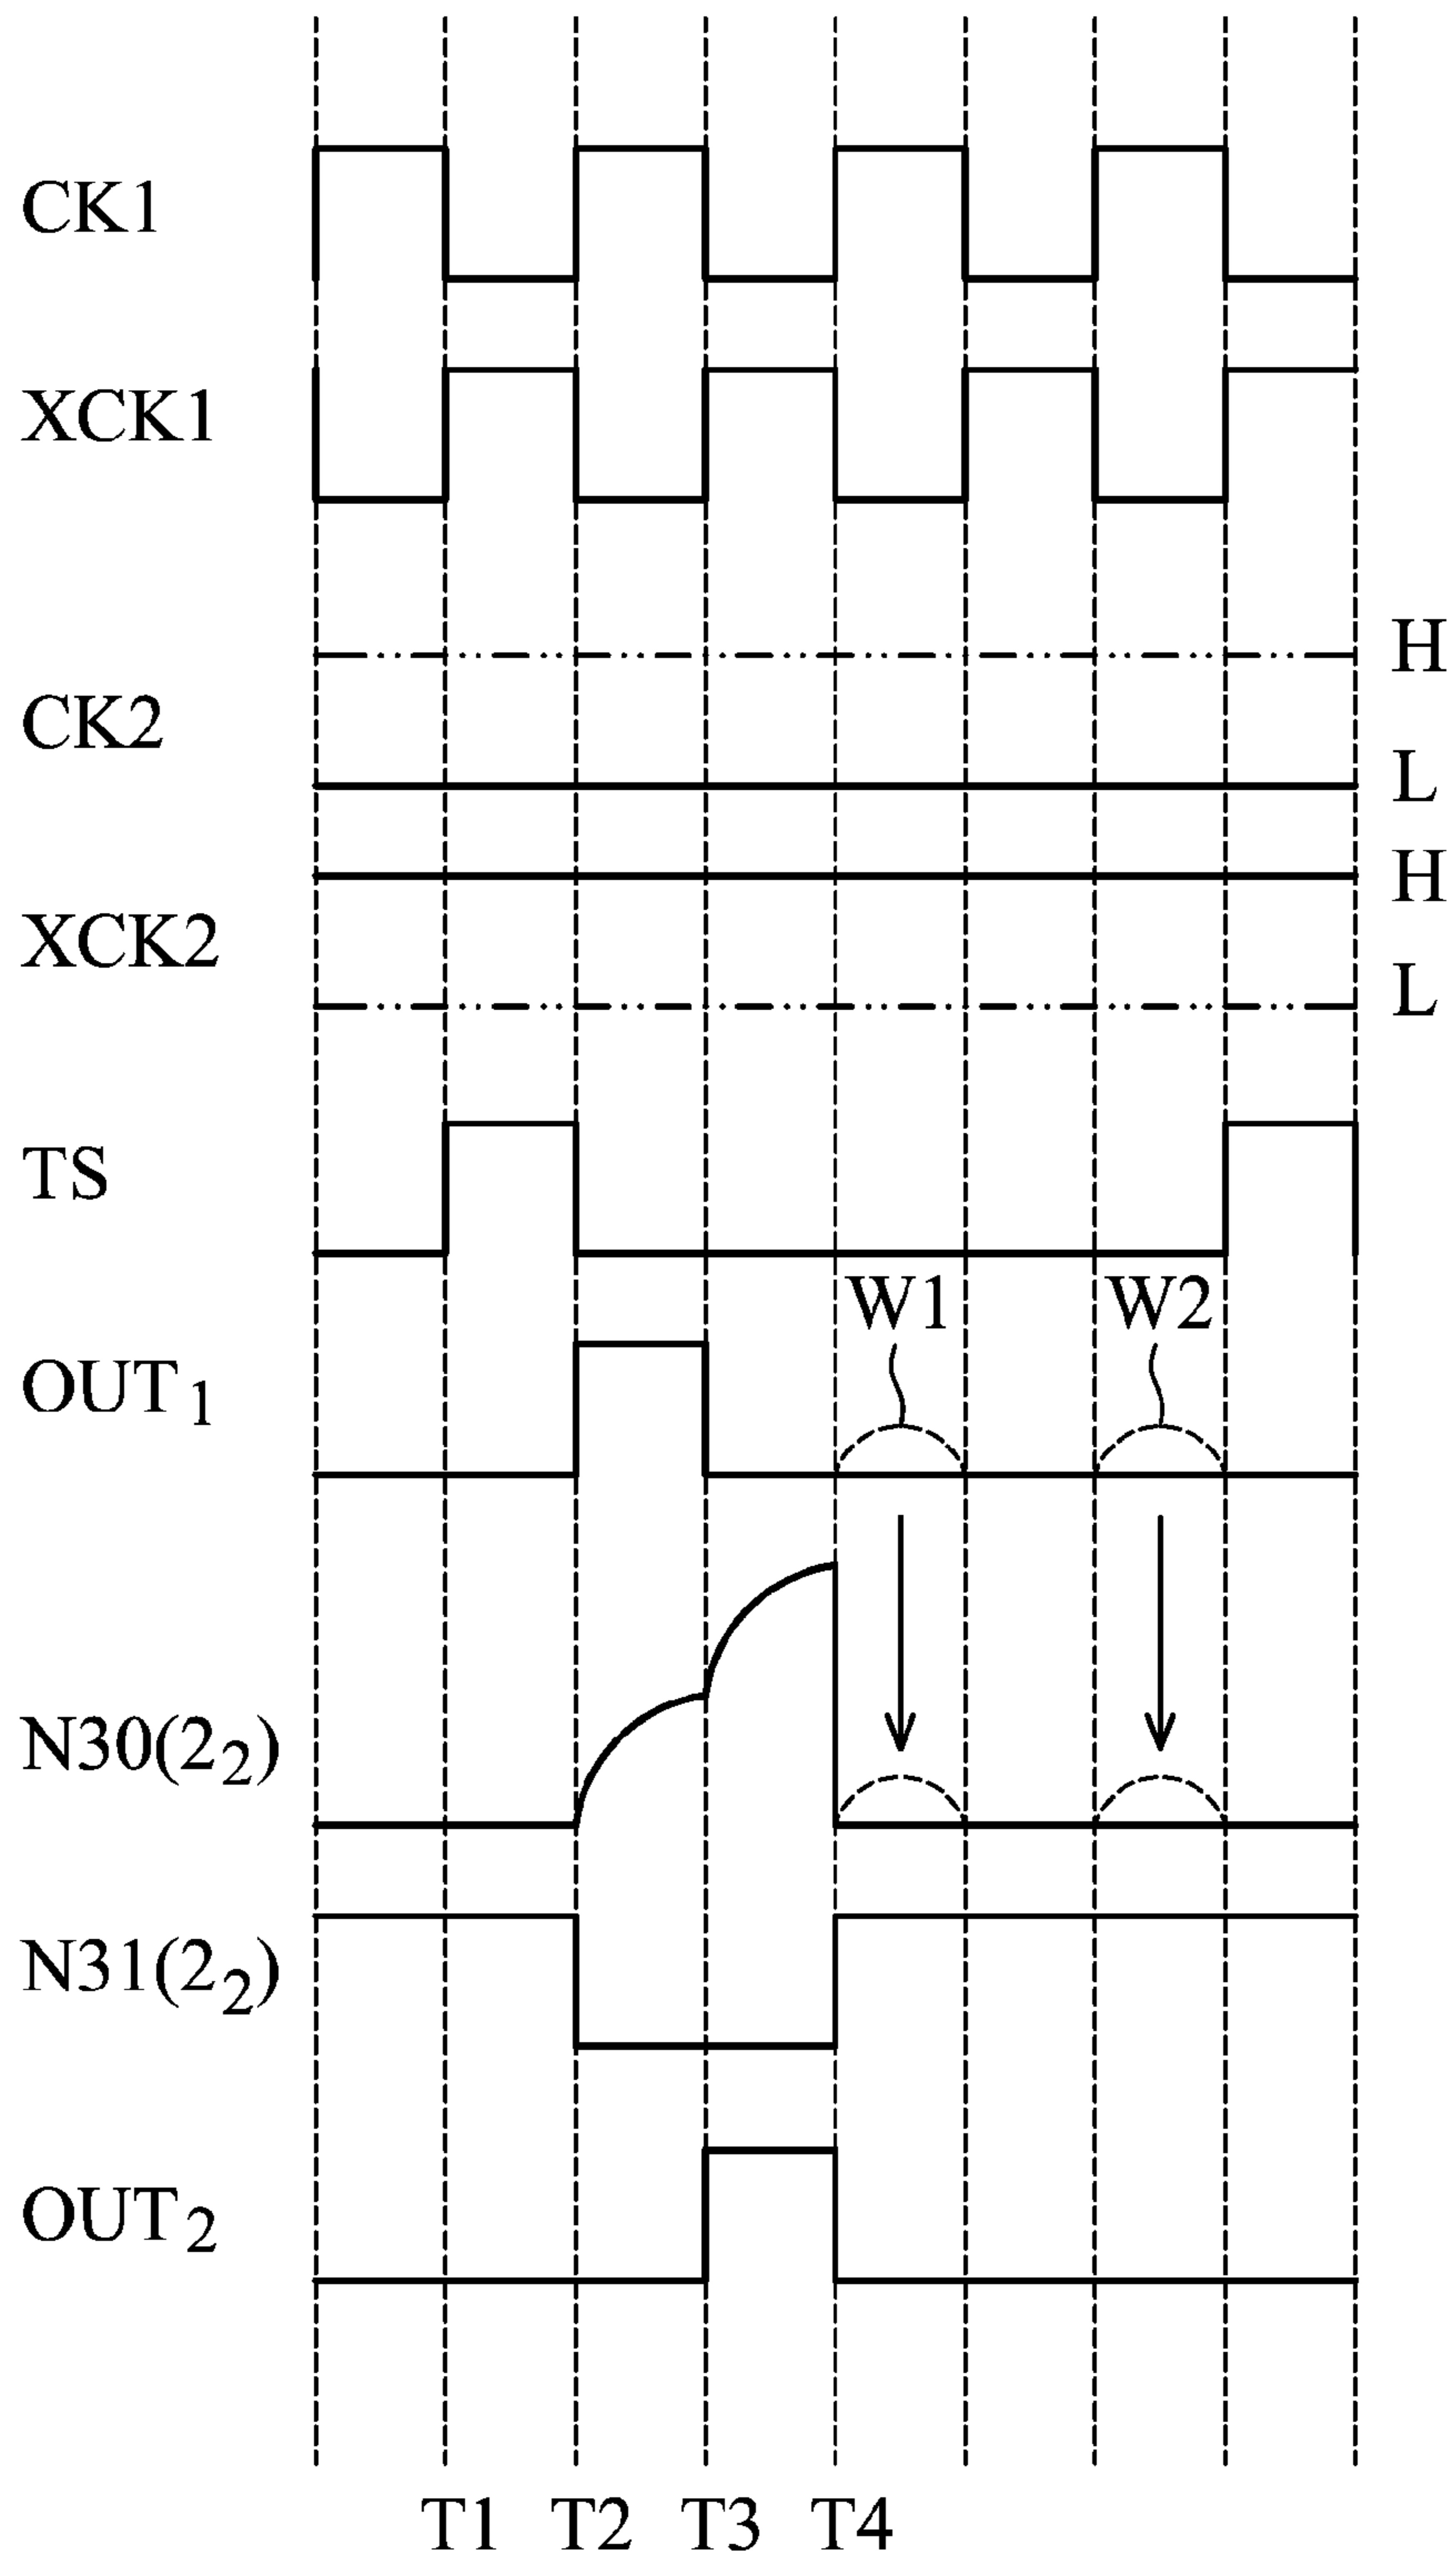 CK1
XCK1
H
CK2
L
H
XCK2
L
TS
W1 W2
OUT₁
N30(2₂)
N31(2₂)
OUT₂
T1 T2 T3 T4